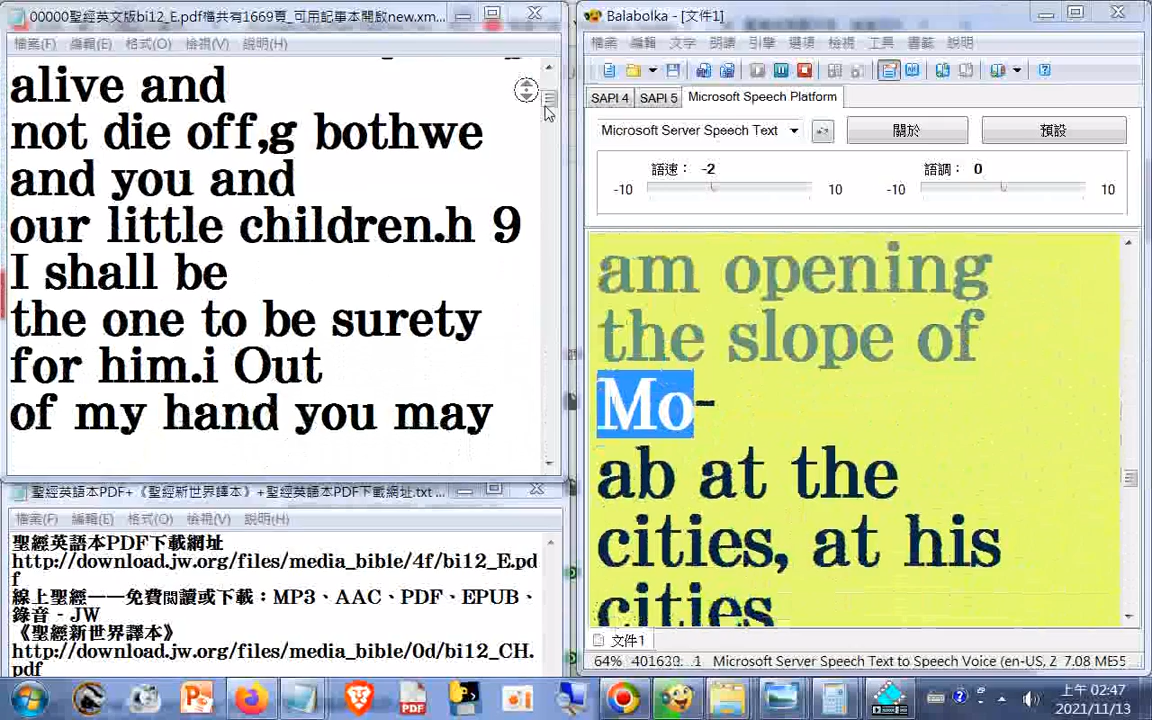 00000聖經英文版bi12_E.pdf檔共有1669頁_可用記事本開啟new.xm...
檔案(F) 編輯(E) 格式(O) 檢視(V) 說明(H)
alive and
not die off,g bothwe
and you and
our little children.h 9
I shall be
the one to be surety
for him.i Out
of my hand you may
聖經英語本PDF+《聖經新世界譯本》+聖經英語本PDF下載網址.txt ...
檔案(F) 編輯(E) 格式(O) 檢視(V) 說明(H)
聖經英語本PDF下載網址
http://download.jw.org/files/media_bible/4f/bi12_E.pd
f
線上聖經——免費閱讀或下載：MP3、AAC、PDF、EPUB、
錄音 - JW
《聖經新世界譯本》
http://download.jw.org/files/media_bible/0d/bi12_CH.
pdf
Balabolka - [文件1]
檔案 編輯 文字 朗讀 引擎 選項 檢視 工具 書籤 說明
SAPI 4 SAPI 5 Microsoft Speech Platform
Microsoft Server Speech Text 關於 預設
語速： -2 語調： 0
-10 10 -10 10
am opening
the slope of
Mo-
ab at the
cities, at his
cities
文件1
64% 401630: 1 Microsoft Server Speech Text to Speech Voice (en-US, Z 7.08 ME55
上午 02:47
2021/11/13